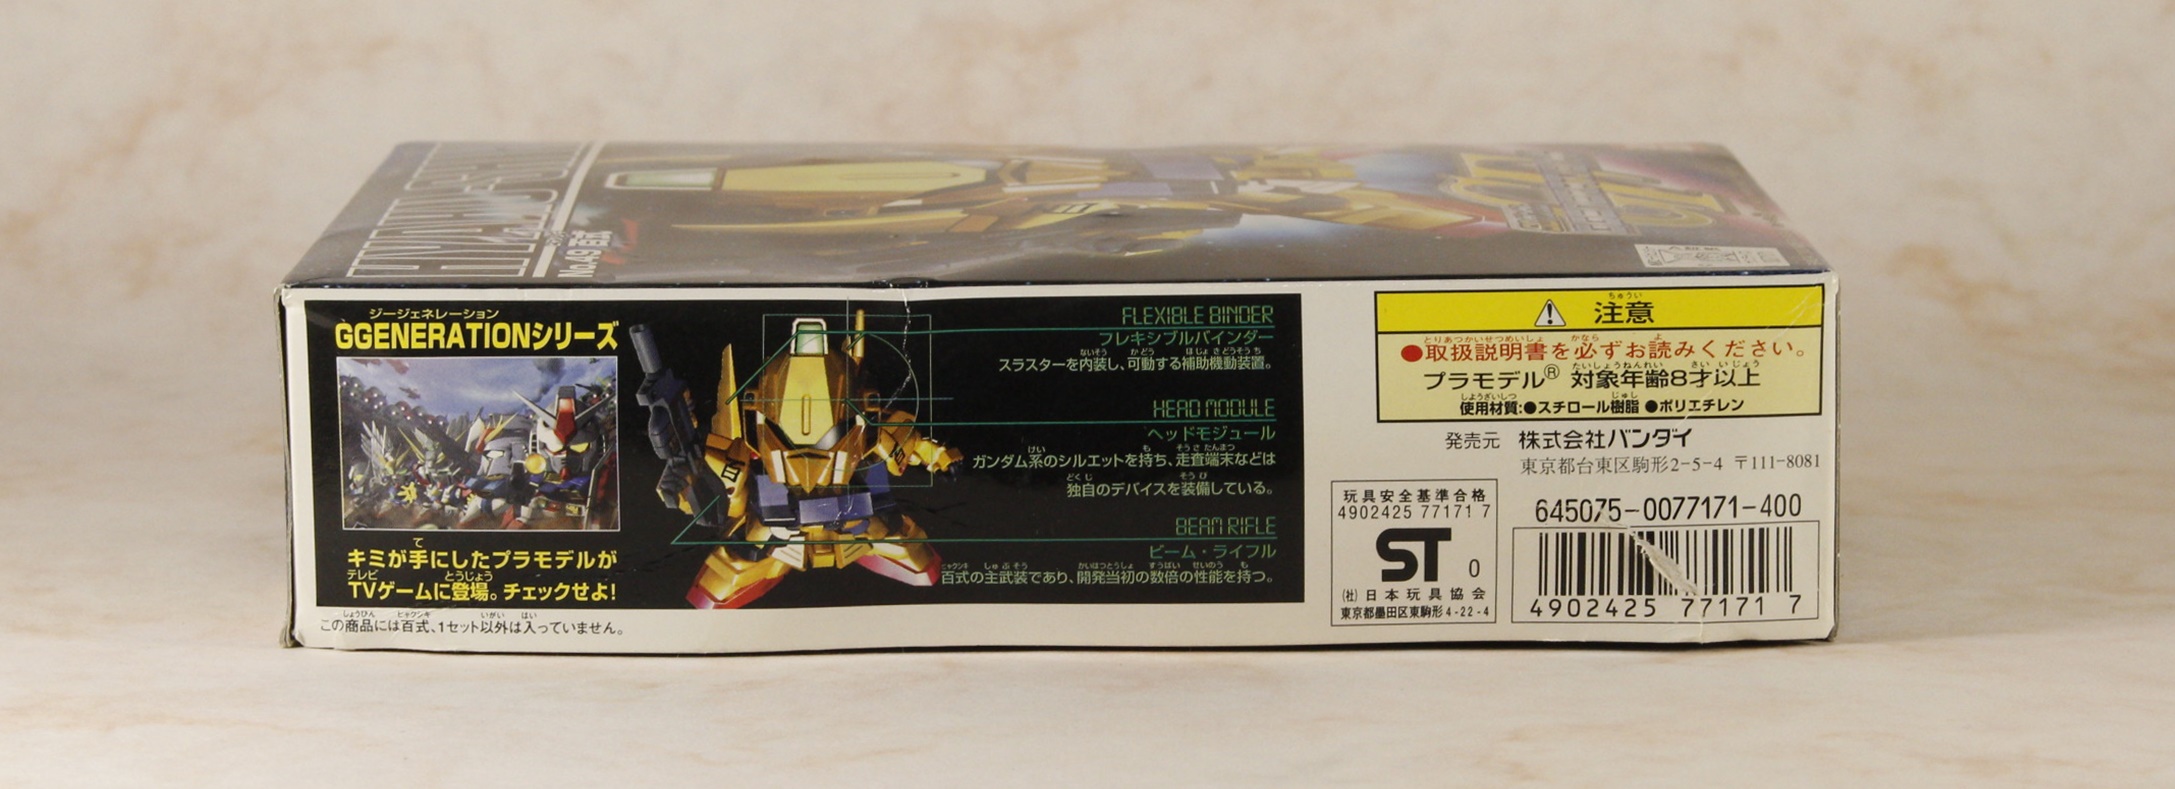 HYAKU-SHIKI
No.49 百式
ジージェネレーション
GGENERATIONシリーズ
キミが手にしたプラモデルが
TVゲームに登場。チェックせよ!
この商品には百式、1セット以外は入っていません。
FLEXIBLE BINDER
フレキシブルバインダー
スラスターを内装し、可動する補助機動装置。
HEAD MODULE
ヘッドモジュール
ガンダム系のシルエットを持ち、走査端末などは
独自のデバイスを装備している。
BEAM RIFLE
ビーム・ライフル
百式の主武装であり、開発当初の数倍の性能を持つ。
注意
●取扱説明書を必ずお読みください。
プラモデル® 対象年齢8才以上
使用材質:●スチロール樹脂 ●ポリエチレン
発売元 株式会社バンダイ
東京都台東区駒形2-5-4 〒111-8081
玩具安全基準合格
4902425 77171 7
ST 0
(社)日本玩具協会
東京都墨田区東駒形4-22-4
645075-0077171-400
4902425 77171 7